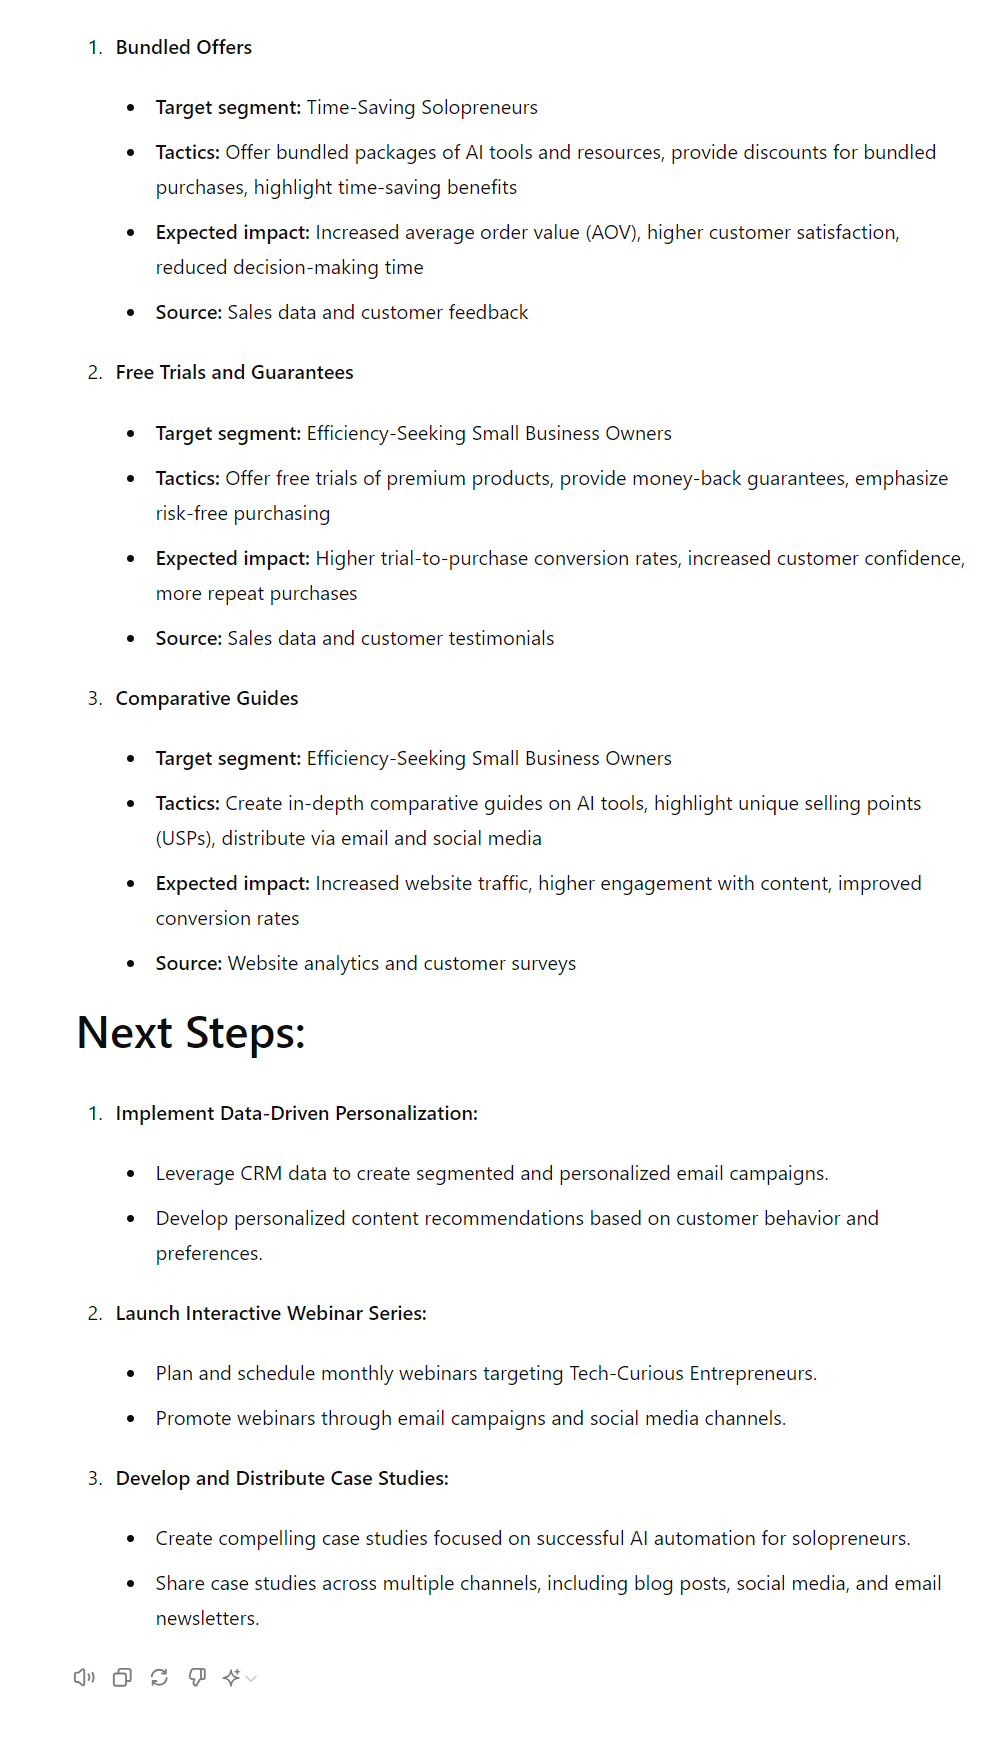 1. Bundled Offers
• Target segment: Time-Saving Solopreneurs
• Tactics: Offer bundled packages of AI tools and resources, provide discounts for bundled
purchases, highlight time-saving benefits
• Expected impact: Increased average order value (AOV), higher customer satisfaction,
reduced decision-making time
• Source: Sales data and customer feedback
2. Free Trials and Guarantees
• Target segment: Efficiency-Seeking Small Business Owners
• Tactics: Offer free trials of premium products, provide money-back guarantees, emphasize
risk-free purchasing
• Expected impact: Higher trial-to-purchase conversion rates, increased customer confidence,
more repeat purchases
• Source: Sales data and customer testimonials
3. Comparative Guides
• Target segment: Efficiency-Seeking Small Business Owners
• Tactics: Create in-depth comparative guides on AI tools, highlight unique selling points
(USPs), distribute via email and social media
• Expected impact: Increased website traffic, higher engagement with content, improved
conversion rates
• Source: Website analytics and customer surveys
Next Steps:
1. Implement Data-Driven Personalization:
• Leverage CRM data to create segmented and personalized email campaigns.
• Develop personalized content recommendations based on customer behavior and
preferences.
2. Launch Interactive Webinar Series:
• Plan and schedule monthly webinars targeting Tech-Curious Entrepreneurs.
• Promote webinars through email campaigns and social media channels.
3. Develop and Distribute Case Studies:
• Create compelling case studies focused on successful AI automation for solopreneurs.
• Share case studies across multiple channels, including blog posts, social media, and email
newsletters.